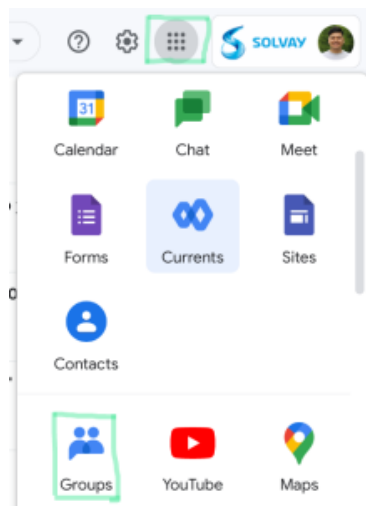 SOLVAY
31
Calendar Chat Meet
Forms Currents Sites
Contacts
Groups YouTube Maps